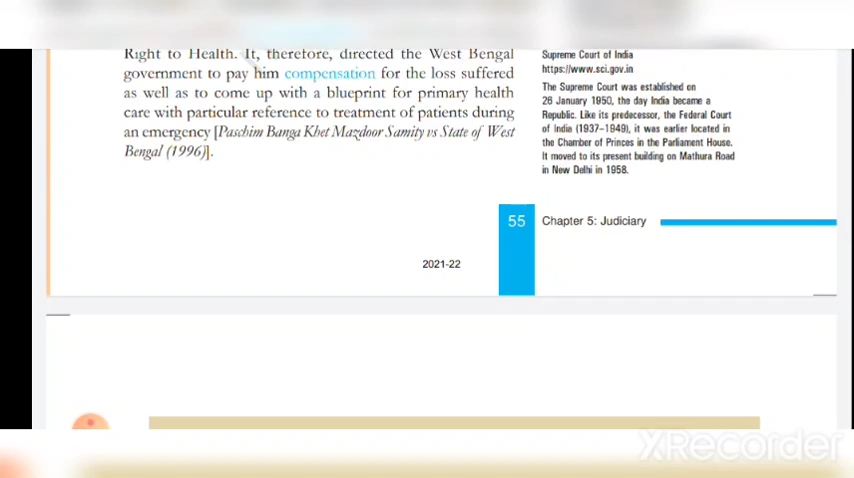 Right to Health. It, therefore, directed the West Bengal
government to pay him compensation for the loss suffered
as well as to come up with a blueprint for primary health
care with particular reference to treatment of patients during
an emergency [Paschim Banga Khet Mazdoor Samity vs State of West
Bengal (1996)].
Supreme Court of India
https://www.sci.gov.in
The Supreme Court was established on
26 January 1950, the day India became a
Republic. Like its predecessor, the Federal Court
of India (1937–1949), it was earlier located in
the Chamber of Princes in the Parliament House.
It moved to its present building on Mathura Road
in New Delhi in 1958.
55 Chapter 5: Judiciary
2021-22
XRecorder